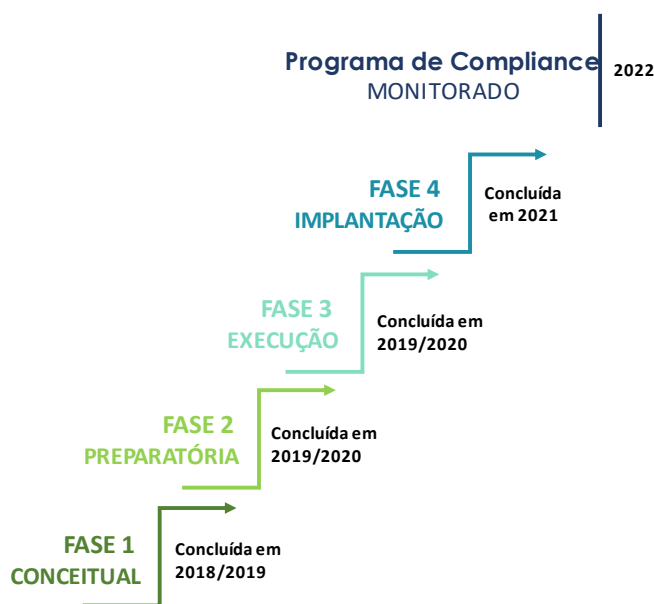 Programa de Compliance
MONITORADO
2022
FASE 4
IMPLANTAÇÃO
Concluída
em 2021
FASE 3
EXECUÇÃO
Concluída em
2019/2020
FASE 2
PREPARATÓRIA
Concluída em
2019/2020
FASE 1
CONCEITUAL
Concluída em
2018/2019